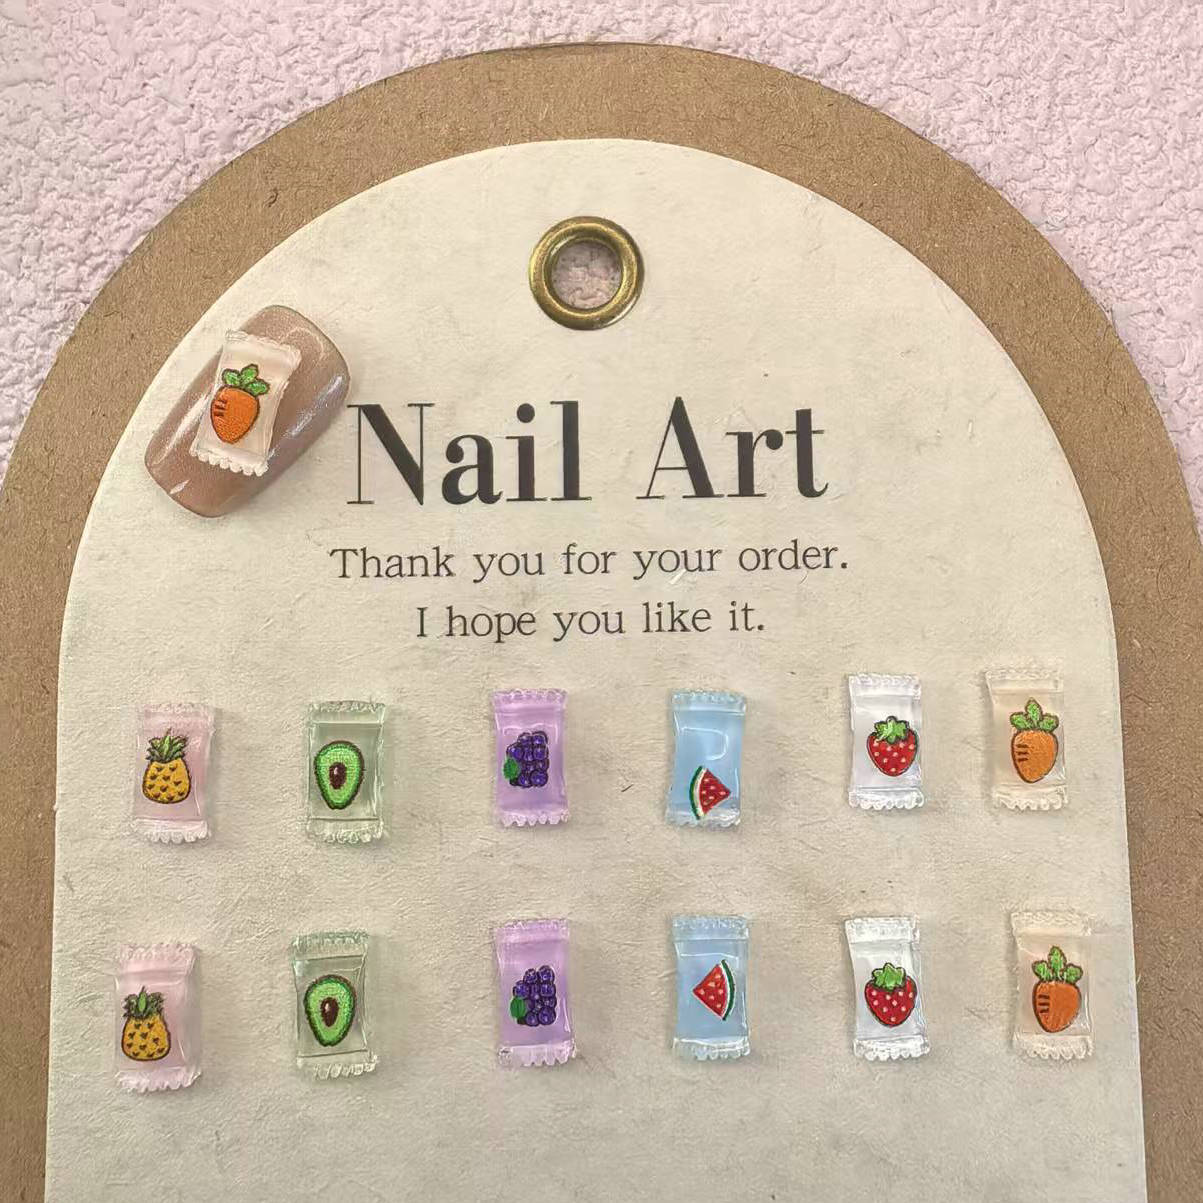 Nail Art
Thank you for your order.
I hope you like it.